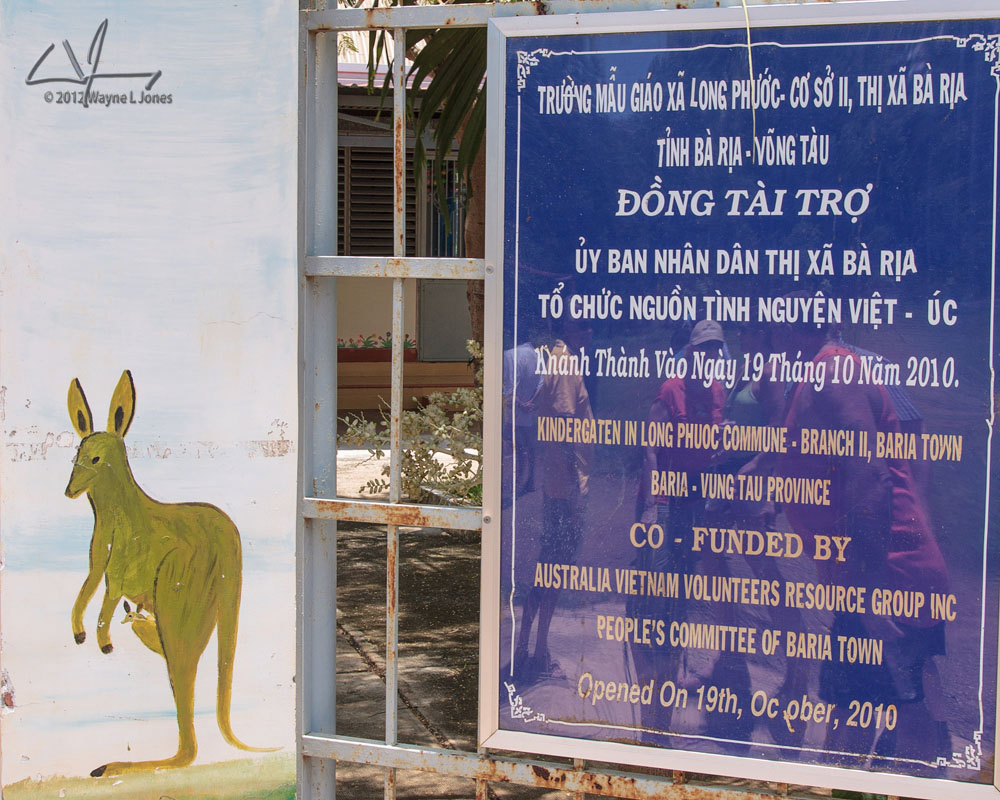 © 2012 Wayne L Jones
TRƯỜNG MẪU GIÁO XÃ LONG PHƯỚC- CƠ SỞ II, THỊ XÃ BÀ RỊA
TỈNH BÀ RỊA - VŨNG TÀU
ĐỒNG TÀI TRỢ
ỦY BAN NHÂN DÂN THỊ XÃ BÀ RỊA
TỔ CHỨC NGUỒN TÌNH NGUYỆN VIỆT - ÚC
Khánh Thành Vào Ngày 19 Tháng 10 Năm 2010.
KINDERGATEN IN LONG PHUOC COMMUNE - BRANCH II, BARIA TOWN
BARIA - VUNG TAU PROVINCE
CO - FUNDED BY
AUSTRALIA VIETNAM VOLUNTEERS RESOURCE GROUP INC
PEOPLE'S COMMITTEE OF BARIA TOWN
Opened On 19th, October, 2010